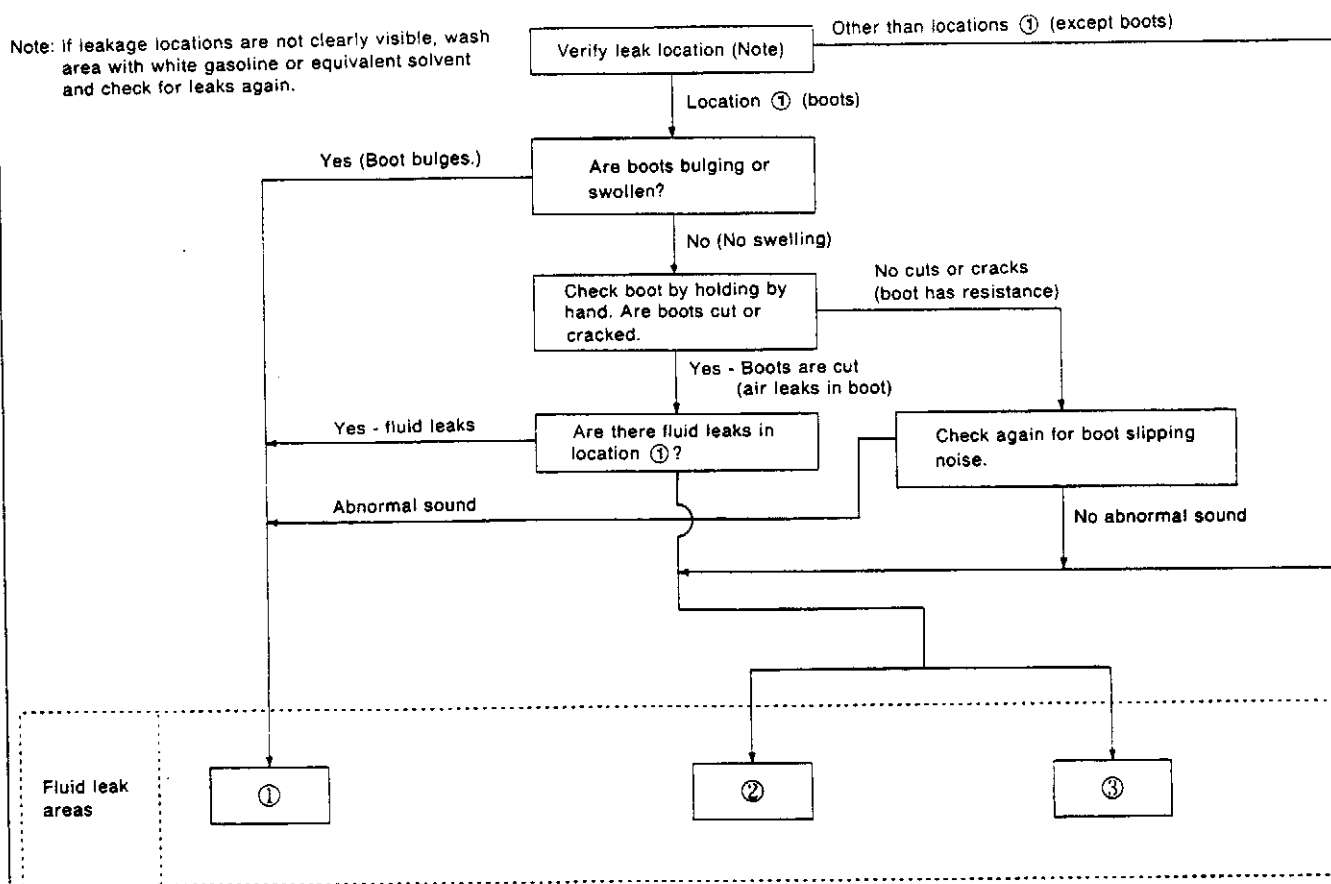 Note: If leakage locations are not clearly visible, wash
area with white gasoline or equivalent solvent
and check for leaks again.
Verify leak location (Note)
Other than locations ① (except boots)
Location ① (boots)
Yes (Boot bulges.)
Are boots bulging or
swollen?
No (No swelling)
Check boot by holding by
hand. Are boots cut or
cracked.
No cuts or cracks
(boot has resistance)
Yes - Boots are cut
(air leaks in boot)
Yes - fluid leaks
Are there fluid leaks in
location ①?
Check again for boot slipping
noise.
Abnormal sound
No abnormal sound
Fluid leak
areas
①
②
③